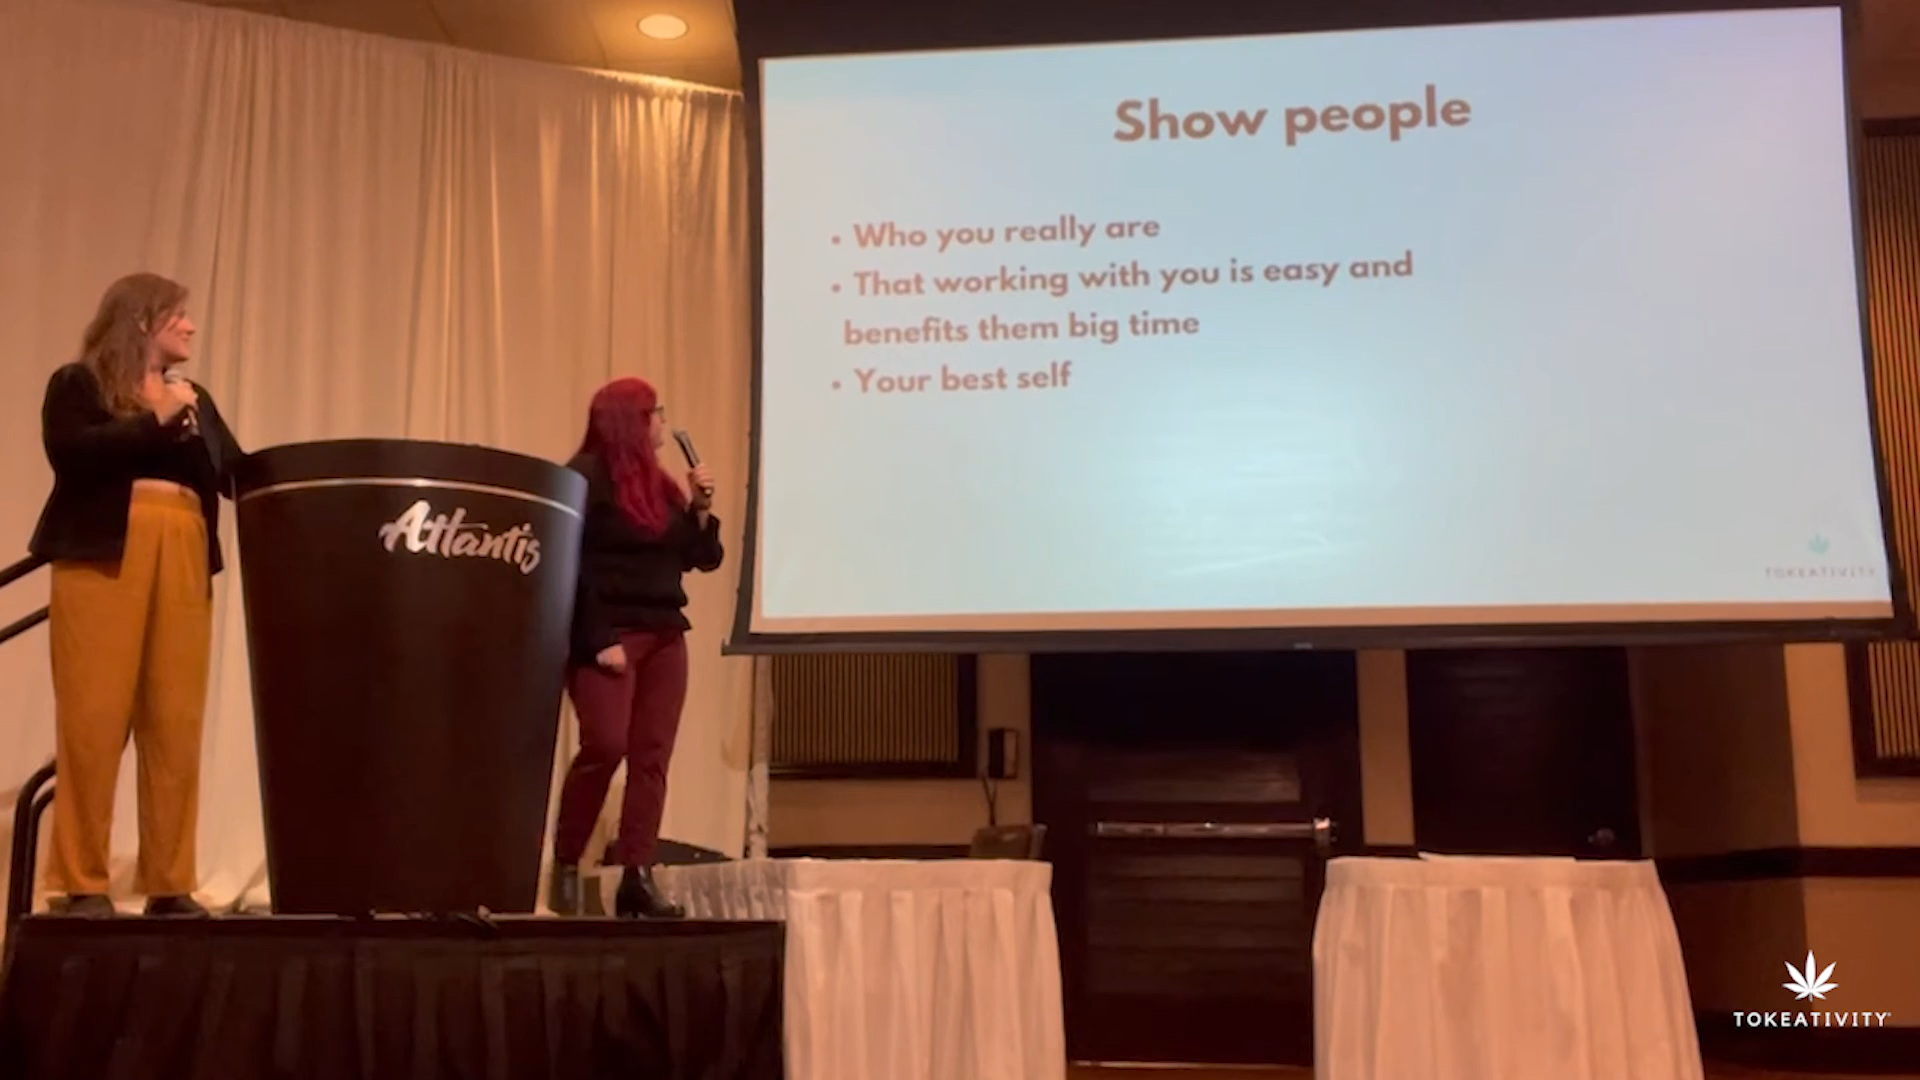 Show people
• Who you really are
• That working with you is easy and
benefits them big time
• Your best self
TOKEATIVITY
Atlantis
TOKEATIVITY